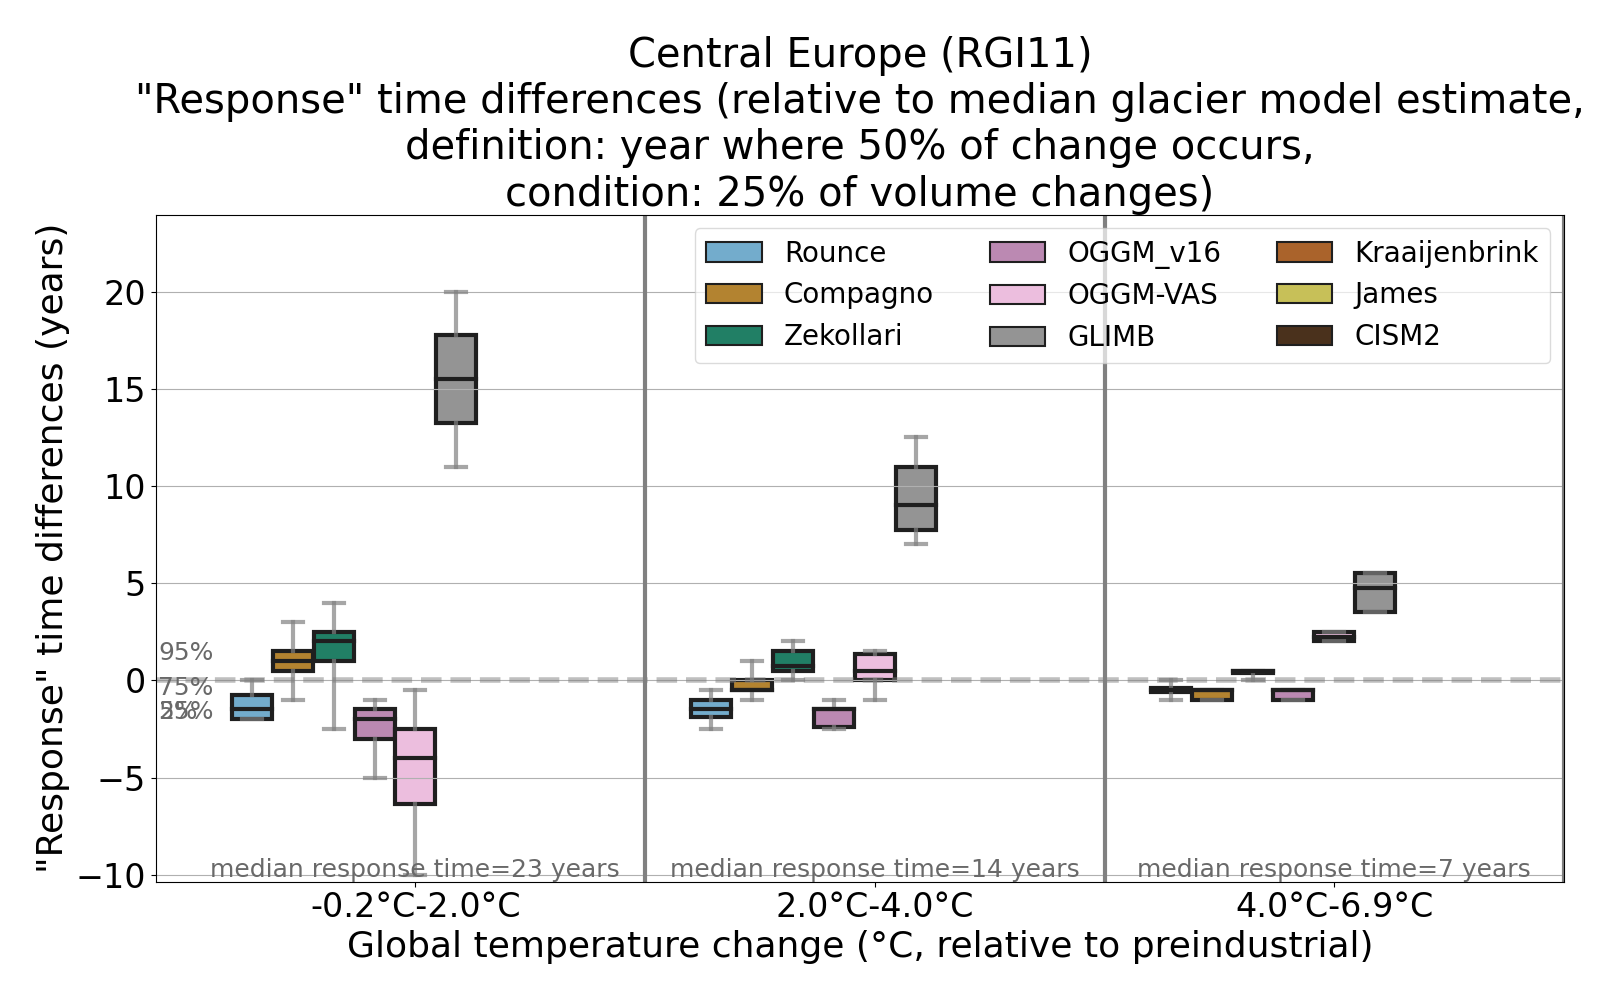 Central Europe (RGI11)
"Response" time differences (relative to median glacier model estimate,
definition: year where 50% of change occurs,
condition: 25% of volume changes)
"Response" time differences (years)
20
15
10
5
0
−5
−10
Rounce
Compagno
Zekollari
OGGM_v16
OGGM-VAS
GLIMB
Kraaijenbrink
James
CISM2
95%
75%
25%
median response time=23 years
median response time=14 years
median response time=7 years
-0.2°C-2.0°C
2.0°C-4.0°C
4.0°C-6.9°C
Global temperature change (°C, relative to preindustrial)